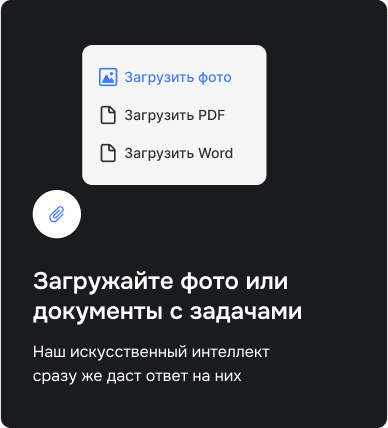 Загрузить фото
Загрузить PDF
Загрузить Word
Загружайте фото или
документы с задачами
Наш искусственный интеллект
сразу же даст ответ на них